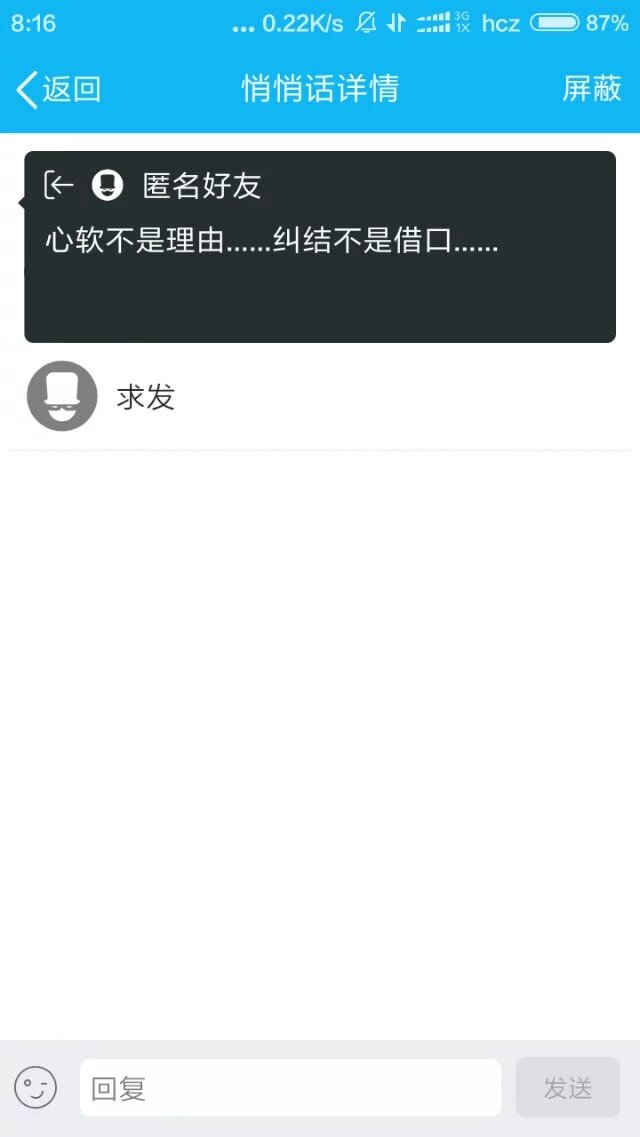 8:16 ... 0.22K/s 3G 1X hcz 87%
返回 悄悄话详情 屏蔽
匿名好友
心软不是理由......纠结不是借口......
求发
回复 发送